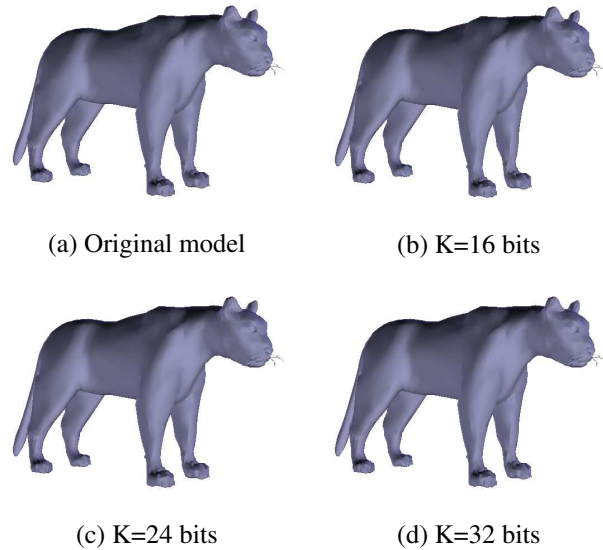 (a) Original model
(b) K=16 bits
(c) K=24 bits
(d) K=32 bits